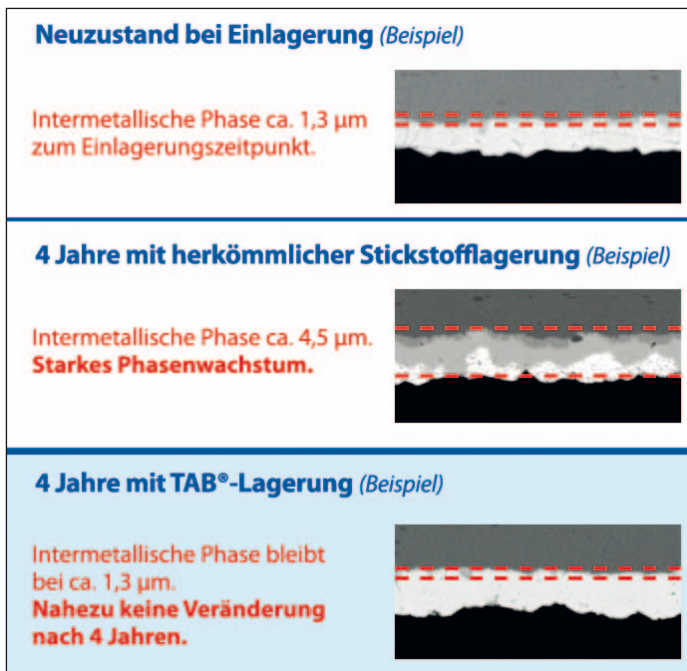 Neuzustand bei Einlagerung (Beispiel)
Intermetallische Phase ca. 1,3 µm
zum Einlagerungszeitpunkt.
4 Jahre mit herkömmlicher Stickstofflagerung (Beispiel)
Intermetallische Phase ca. 4,5 µm.
Starkes Phasenwachstum.
4 Jahre mit TAB®-Lagerung (Beispiel)
Intermetallische Phase bleibt
bei ca. 1,3 µm.
Nahezu keine Veränderung
nach 4 Jahren.